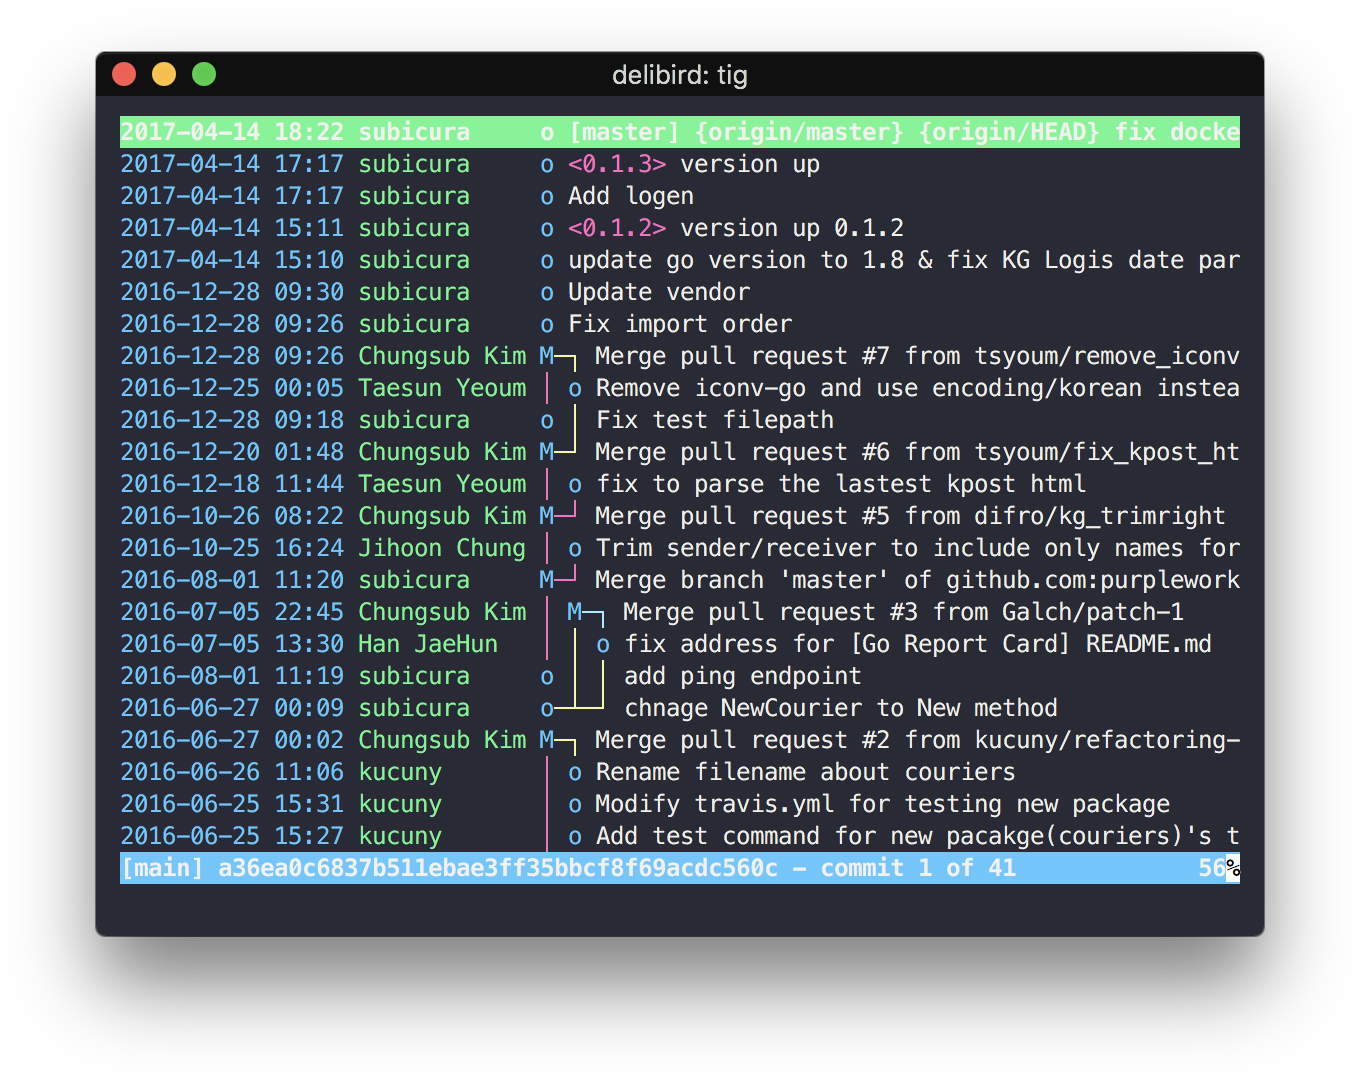 delibird: tig
2017-04-14 18:22 subicura o [master] {origin/master} {origin/HEAD} fix docke
2017-04-14 17:17 subicura o <0.1.3> version up
2017-04-14 17:17 subicura o Add logen
2017-04-14 15:11 subicura o <0.1.2> version up 0.1.2
2017-04-14 15:10 subicura o update go version to 1.8 & fix KG Logis date par
2016-12-28 09:30 subicura o Update vendor
2016-12-28 09:26 subicura o Fix import order
2016-12-28 09:26 Chungsub Kim M─┐ Merge pull request #7 from tsyoum/remove_iconv
2016-12-25 00:05 Taesun Yeoum │ o Remove iconv-go and use encoding/korean instea
2016-12-28 09:18 subicura o │ Fix test filepath
2016-12-20 01:48 Chungsub Kim M─┘ Merge pull request #6 from tsyoum/fix_kpost_ht
2016-12-18 11:44 Taesun Yeoum │ o fix to parse the lastest kpost html
2016-10-26 08:22 Chungsub Kim M─┘ Merge pull request #5 from difro/kg_trimright
2016-10-25 16:24 Jihoon Chung │ o Trim sender/receiver to include only names for
2016-08-01 11:20 subicura M─┘ Merge branch 'master' of github.com:purplework
2016-07-05 22:45 Chungsub Kim │ M─┐ Merge pull request #3 from Galch/patch-1
2016-07-05 13:30 Han JaeHun │ │ o fix address for [Go Report Card] README.md
2016-08-01 11:19 subicura o │ │ add ping endpoint
2016-06-27 00:09 subicura o─┴─┘ chnage NewCourier to New method
2016-06-27 00:02 Chungsub Kim M─┐ Merge pull request #2 from kucuny/refactoring-
2016-06-26 11:06 kucuny │ o Rename filename about couriers
2016-06-25 15:31 kucuny │ o Modify travis.yml for testing new package
2016-06-25 15:27 kucuny │ o Add test command for new pacakge(couriers)'s t
[main] a36ea0c6837b511ebae3ff35bbcf8f69acdc560c - commit 1 of 41 56%